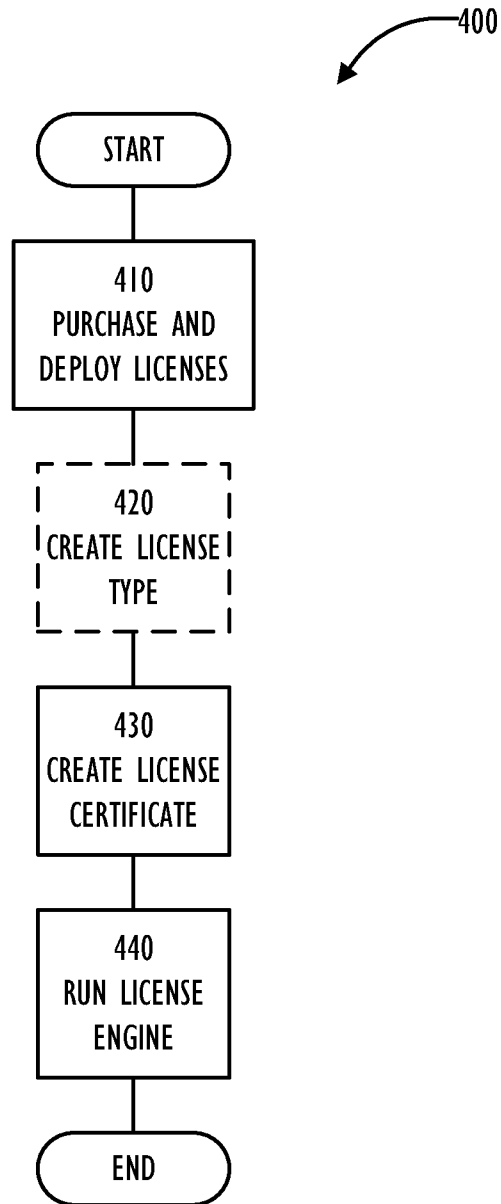 400
START
410
PURCHASE AND
DEPLOY LICENSES
420
CREATE LICENSE
TYPE
430
CREATE LICENSE
CERTIFICATE
440
RUN LICENSE
ENGINE
END